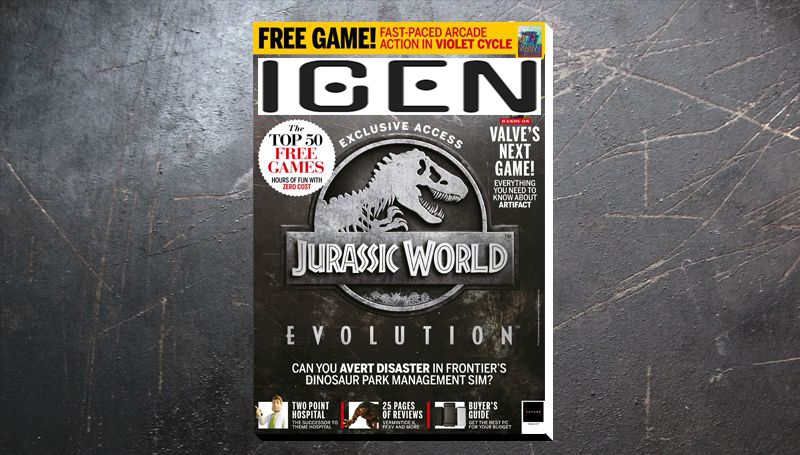 FREE GAME!
FAST-PACED ARCADE
ACTION IN VIOLET CYCLE
IGEN
The
TOP 50
FREE
GAMES
HOURS OF FUN WITH
ZERO COST
EXCLUSIVE ACCESS
HANDS-ON
VALVE'S
NEXT
GAME!
EVERYTHING
YOU NEED TO
KNOW ABOUT
ARTIFACT
JURASSIC WORLD
EVOLUTION
CAN YOU AVERT DISASTER IN FRONTIER'S
DINOSAUR PARK MANAGEMENT SIM?
TWO POINT
HOSPITAL
THE SUCCESSOR TO
THEME HOSPITAL
25 PAGES
OF REVIEWS
VERMINTIDE II,
FFXV AND MORE
BUYER'S
GUIDE
GET THE BEST PC
FOR YOUR BUDGET
FUTURE